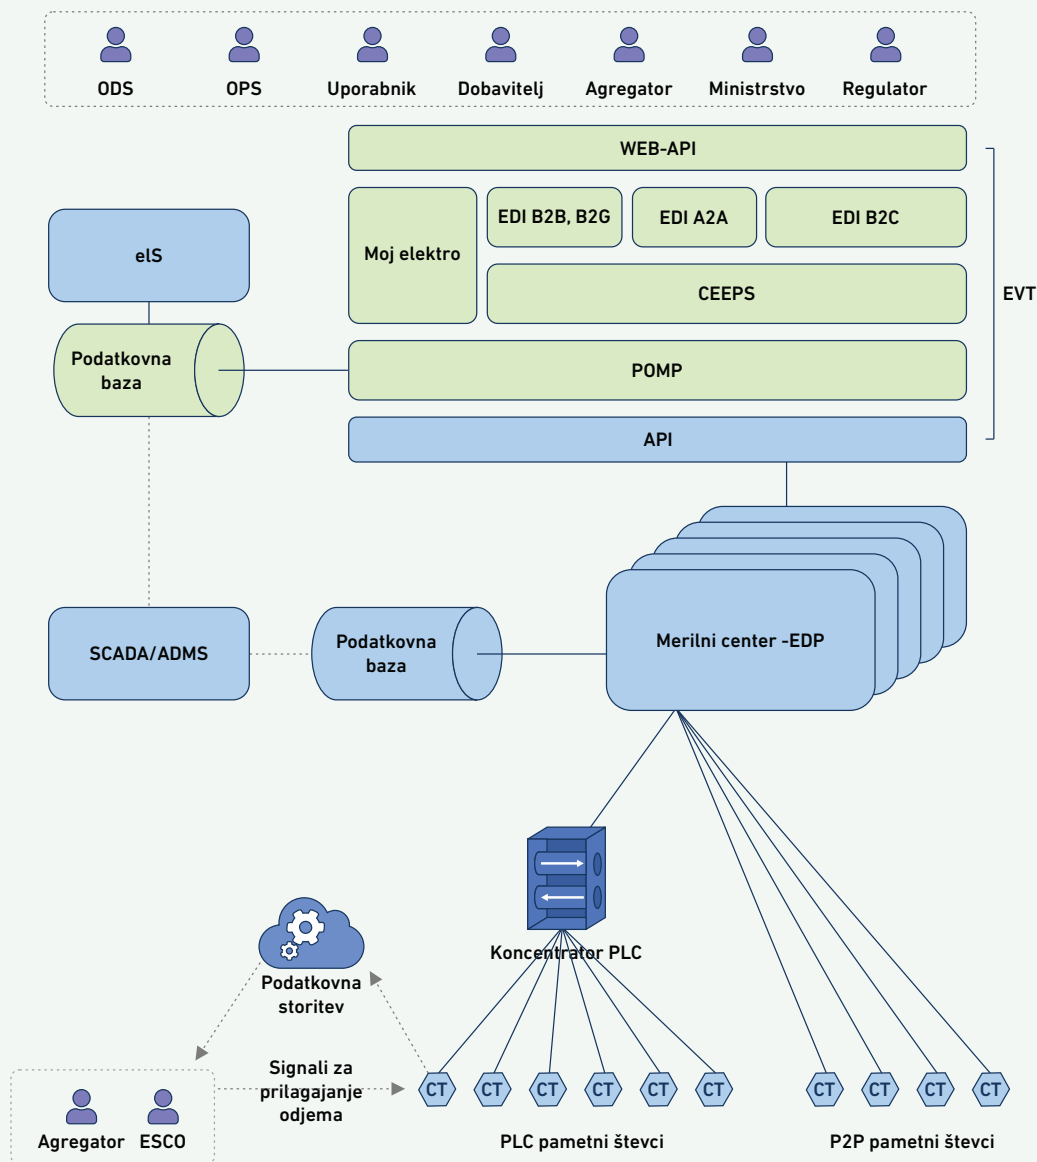 ODS
OPS
Uporabnik
Dobavitelj
Agregator
Ministrstvo
Regulator
WEB-API
Moj elektro
EDI B2B, B2G
EDI A2A
EDI B2C
eIS
CEEPS
EVT
Podatkovna
baza
POMP
API
SCADA/ADMS
Podatkovna
baza
Merilni center -EDP
Koncentrator PLC
Podatkovna
storitev
Signali za
prilagajanje
odjema
CT
CT
CT
CT
CT
CT
CT
CT
CT
CT
Agregator
ESCO
PLC pametni števci
P2P pametni števci